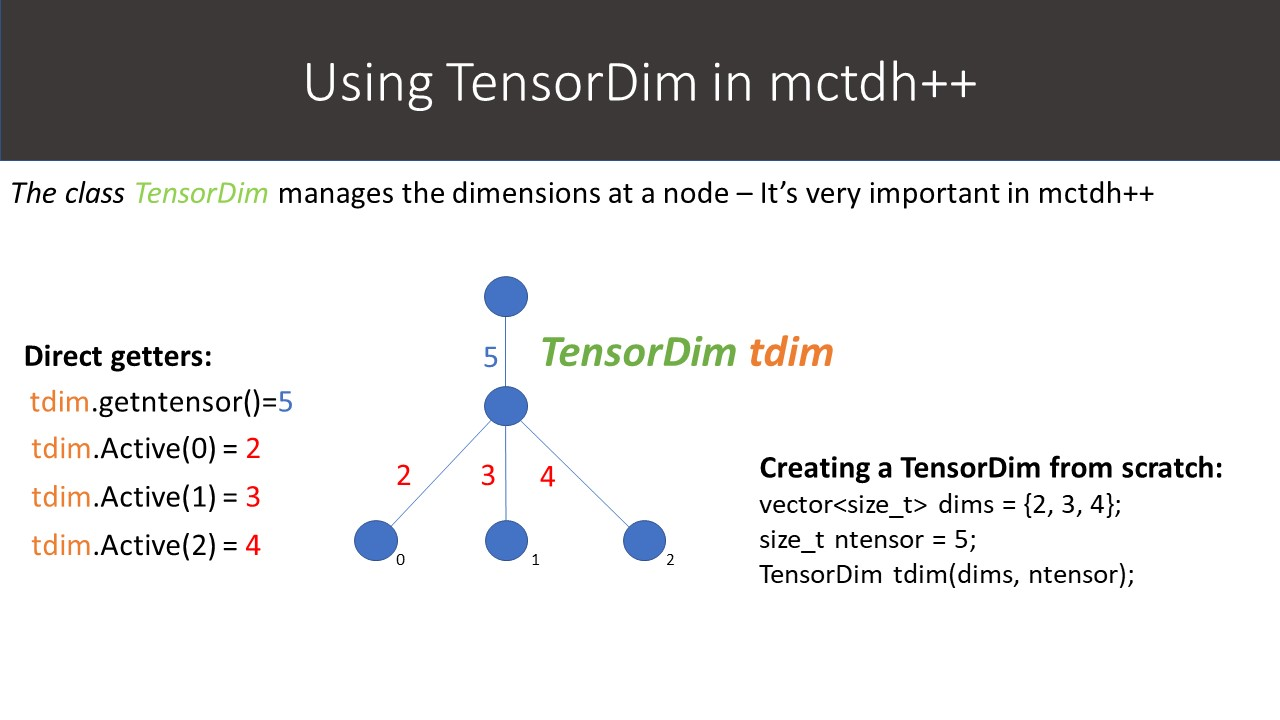 Using TensorDim in mctdh++
The class TensorDim manages the dimensions at a node – It’s very important in mctdh++
Direct getters:
tdim.getntensor()=5
tdim.Active(0) = 2
tdim.Active(1) = 3
tdim.Active(2) = 4
5
TensorDim tdim
2 3 4
0 1 2
Creating a TensorDim from scratch:
vector<size_t> dims = {2, 3, 4};
size_t ntensor = 5;
TensorDim tdim(dims, ntensor);